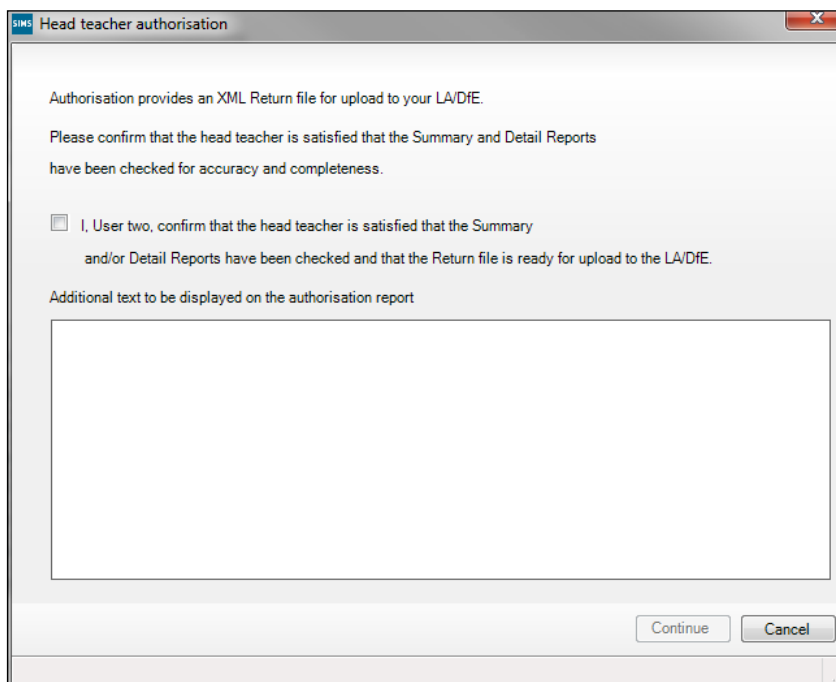 SIMS Head teacher authorisation
Authorisation provides an XML Return file for upload to your LA/DfE.
Please confirm that the head teacher is satisfied that the Summary and Detail Reports
have been checked for accuracy and completeness.
I, User two, confirm that the head teacher is satisfied that the Summary
and/or Detail Reports have been checked and that the Return file is ready for upload to the LA/DfE.
Additional text to be displayed on the authorisation report
Continue Cancel